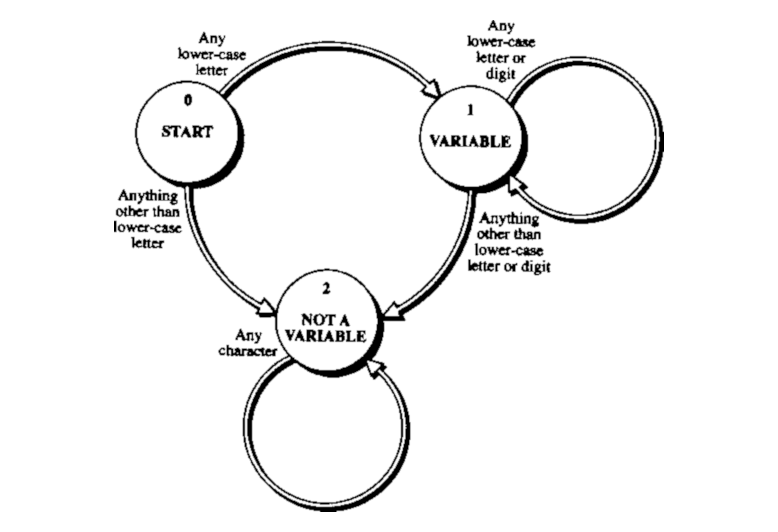 Any
lower-case
letter
0
START
Any
lower-case
letter or
digit
1
VARIABLE
Anything
other than
lower-case
letter
Anything
other than
lower-case
letter or digit
2
NOT A
VARIABLE
Any
character